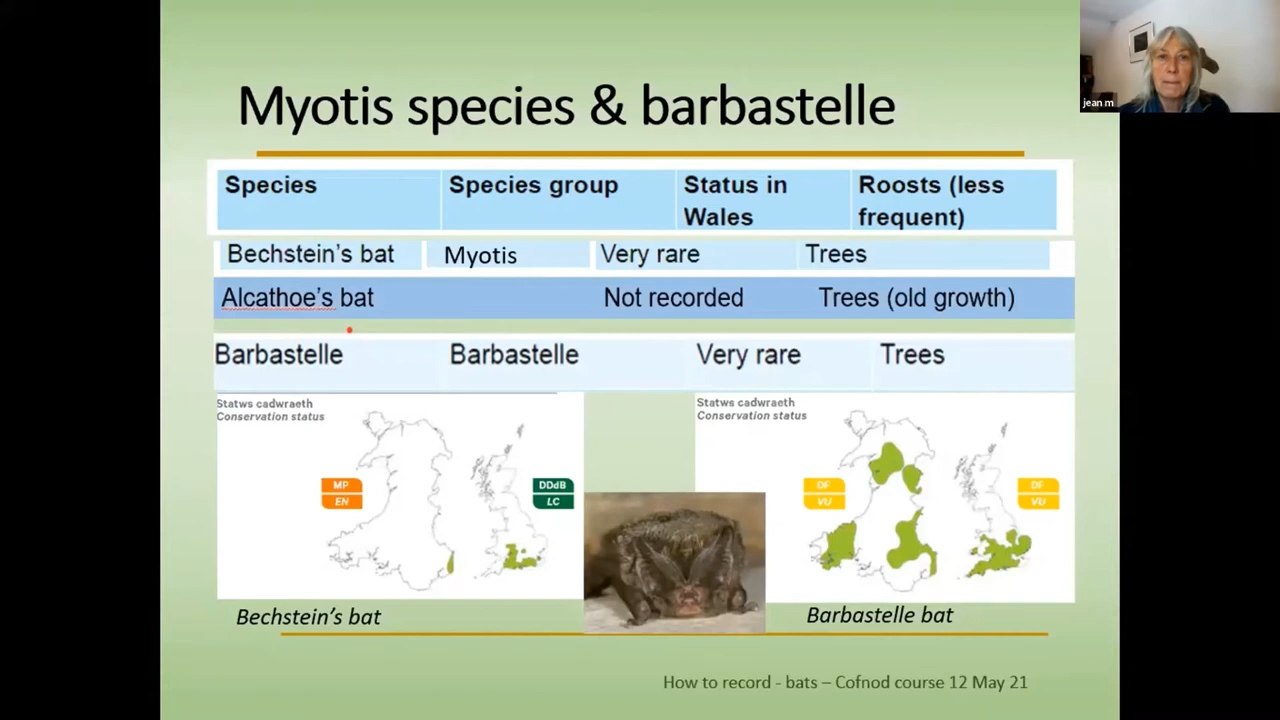 Myotis species & barbastelle
jean m
Species Species group Status in Wales Roosts (less frequent)
Bechstein's bat Myotis Very rare Trees
Alcathoe's bat Not recorded Trees (old growth)
Barbastelle Barbastelle Very rare Trees
Statws cadwraeth
Conservation status
MP
EN
DDdB
LC
Statws cadwraeth
Conservation status
DF
VU
DF
VU
Bechstein's bat
Barbastelle bat
How to record - bats – Cofnod course 12 May 21